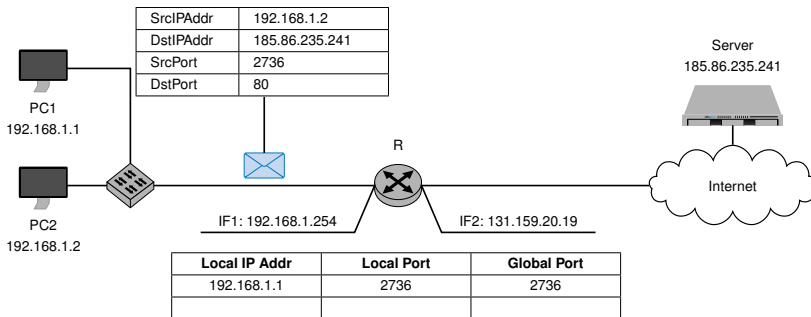 SrcIPAddr 192.168.1.2
DstIPAddr 185.86.235.241
SrcPort 2736
DstPort 80
Server
185.86.235.241
PC1
192.168.1.1
R
Internet
PC2
192.168.1.2
IF1: 192.168.1.254
IF2: 131.159.20.19
Local IP Addr Local Port Global Port
192.168.1.1 2736 2736